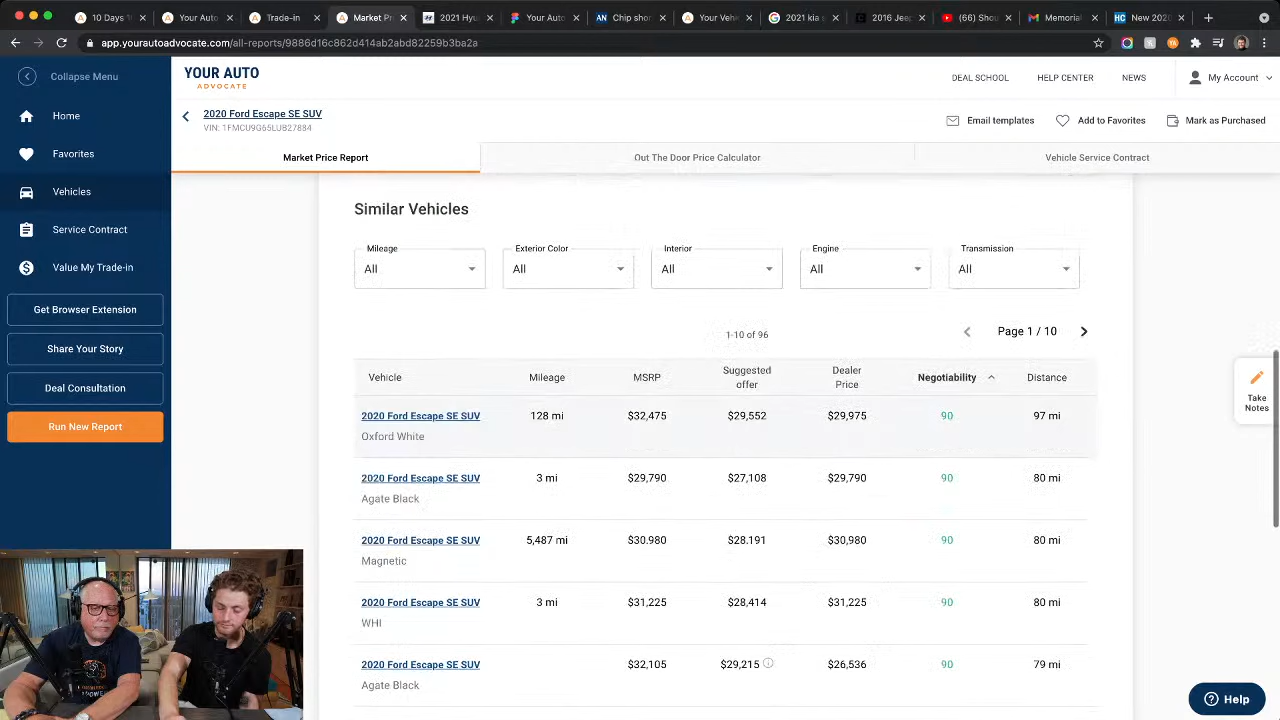 10 Days To
Trade-in
Market Pr
2021 Hyu
Your Auto
Chip shor
Your Vehi
2021 kia s
2016 Jeep
(66) Shou
Memorial
New 2020
app.yourautoadvocate.com/all-reports/9886d16c862d414ab2abd82259b3ba2a
Collapse Menu
Home
Favorites
Vehicles
Service Contract
Value My Trade-in
Get Browser Extension
Share Your Story
Deal Consultation
Run New Report
YOUR AUTO
ADVOCATE
DEAL SCHOOL HELP CENTER NEWS My Account
2020 Ford Escape SE SUV
VIN: 1FMCU9G65LUB27884
Email templates Add to Favorites Mark as Purchased
Market Price Report Out The Door Price Calculator Vehicle Service Contract
Similar Vehicles
Mileage Exterior Color Interior Engine Transmission
All All All All All
1-10 of 96 Page 1 / 10
Vehicle Mileage MSRP Suggested offer Dealer Price Negotiability Distance
2020 Ford Escape SE SUV 128 mi $32,475 $29,552 $29,975 90 97 mi
Oxford White
2020 Ford Escape SE SUV 3 mi $29,790 $27,108 $29,790 90 80 mi
Agate Black
2020 Ford Escape SE SUV 5,487 mi $30,980 $28,191 $30,980 90 80 mi
Magnetic
2020 Ford Escape SE SUV 3 mi $31,225 $28,414 $31,225 90 80 mi
WHI
2020 Ford Escape SE SUV $32,105 $29,215 $26,536 90 79 mi
Agate Black
Take
Notes
Help